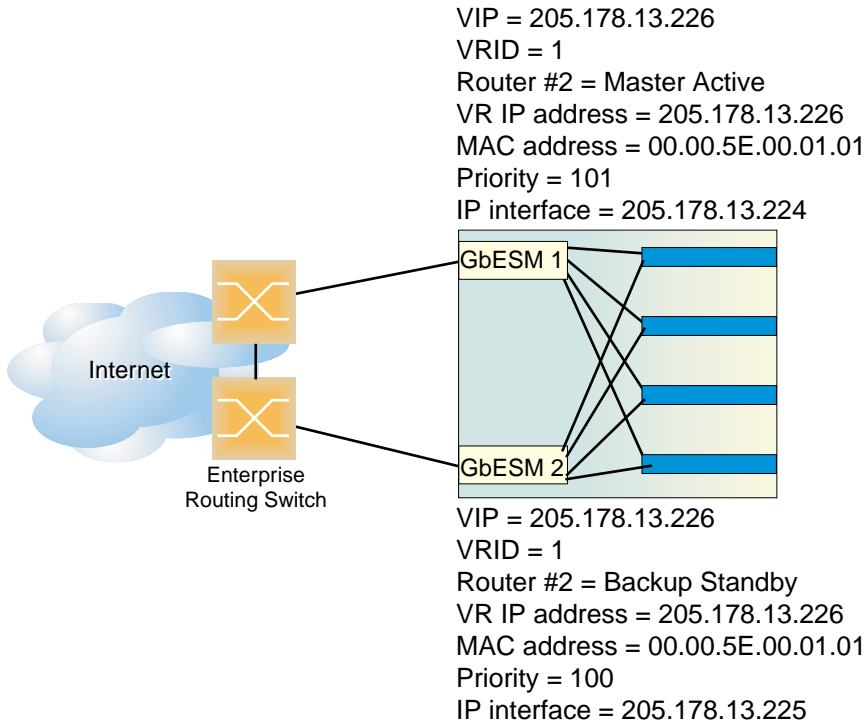 VIP = 205.178.13.226
VRID = 1
Router #2 = Master Active
VR IP address = 205.178.13.226
MAC address = 00.00.5E.00.01.01
Priority = 101
IP interface = 205.178.13.224
GbESM 1
Internet
GbESM 2
Enterprise
Routing Switch
VIP = 205.178.13.226
VRID = 1
Router #2 = Backup Standby
VR IP address = 205.178.13.226
MAC address = 00.00.5E.00.01.01
Priority = 100
IP interface = 205.178.13.225